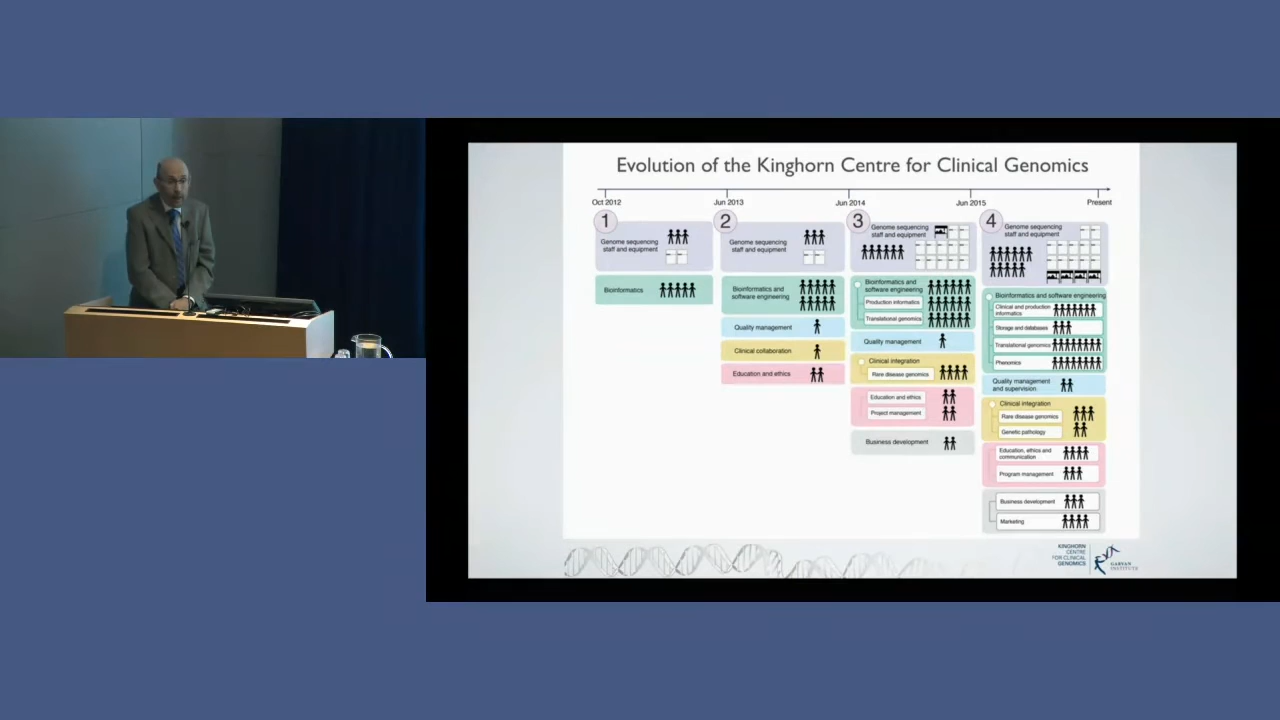 Evolution of the Kinghorn Centre for Clinical Genomics
Oct 2012
Jun 2013
Jun 2014
Jun 2015
Present
1
Genome sequencing
staff and equipment
Bioinformatics
2
Genome sequencing
staff and equipment
Bioinformatics and
software engineering
Quality management
Clinical collaboration
Education and ethics
3
Genome sequencing
staff and equipment
Bioinformatics and
software engineering
Production informatics
Translational genomics
Quality management
Clinical integration
Rare disease genomics
Education and ethics
Project management
Business development
4
Genome sequencing
staff and equipment
Bioinformatics and software engineering
Clinical and production
informatics
Storage and databases
Translational genomics
Phenomics
Quality management
and supervision
Clinical integration
Rare disease genomics
Genetic pathology
Education, ethics and
communication
Program management
Business development
Marketing
KINGHORN
CENTRE
FOR CLINICAL
GENOMICS
GARVAN
INSTITUTE